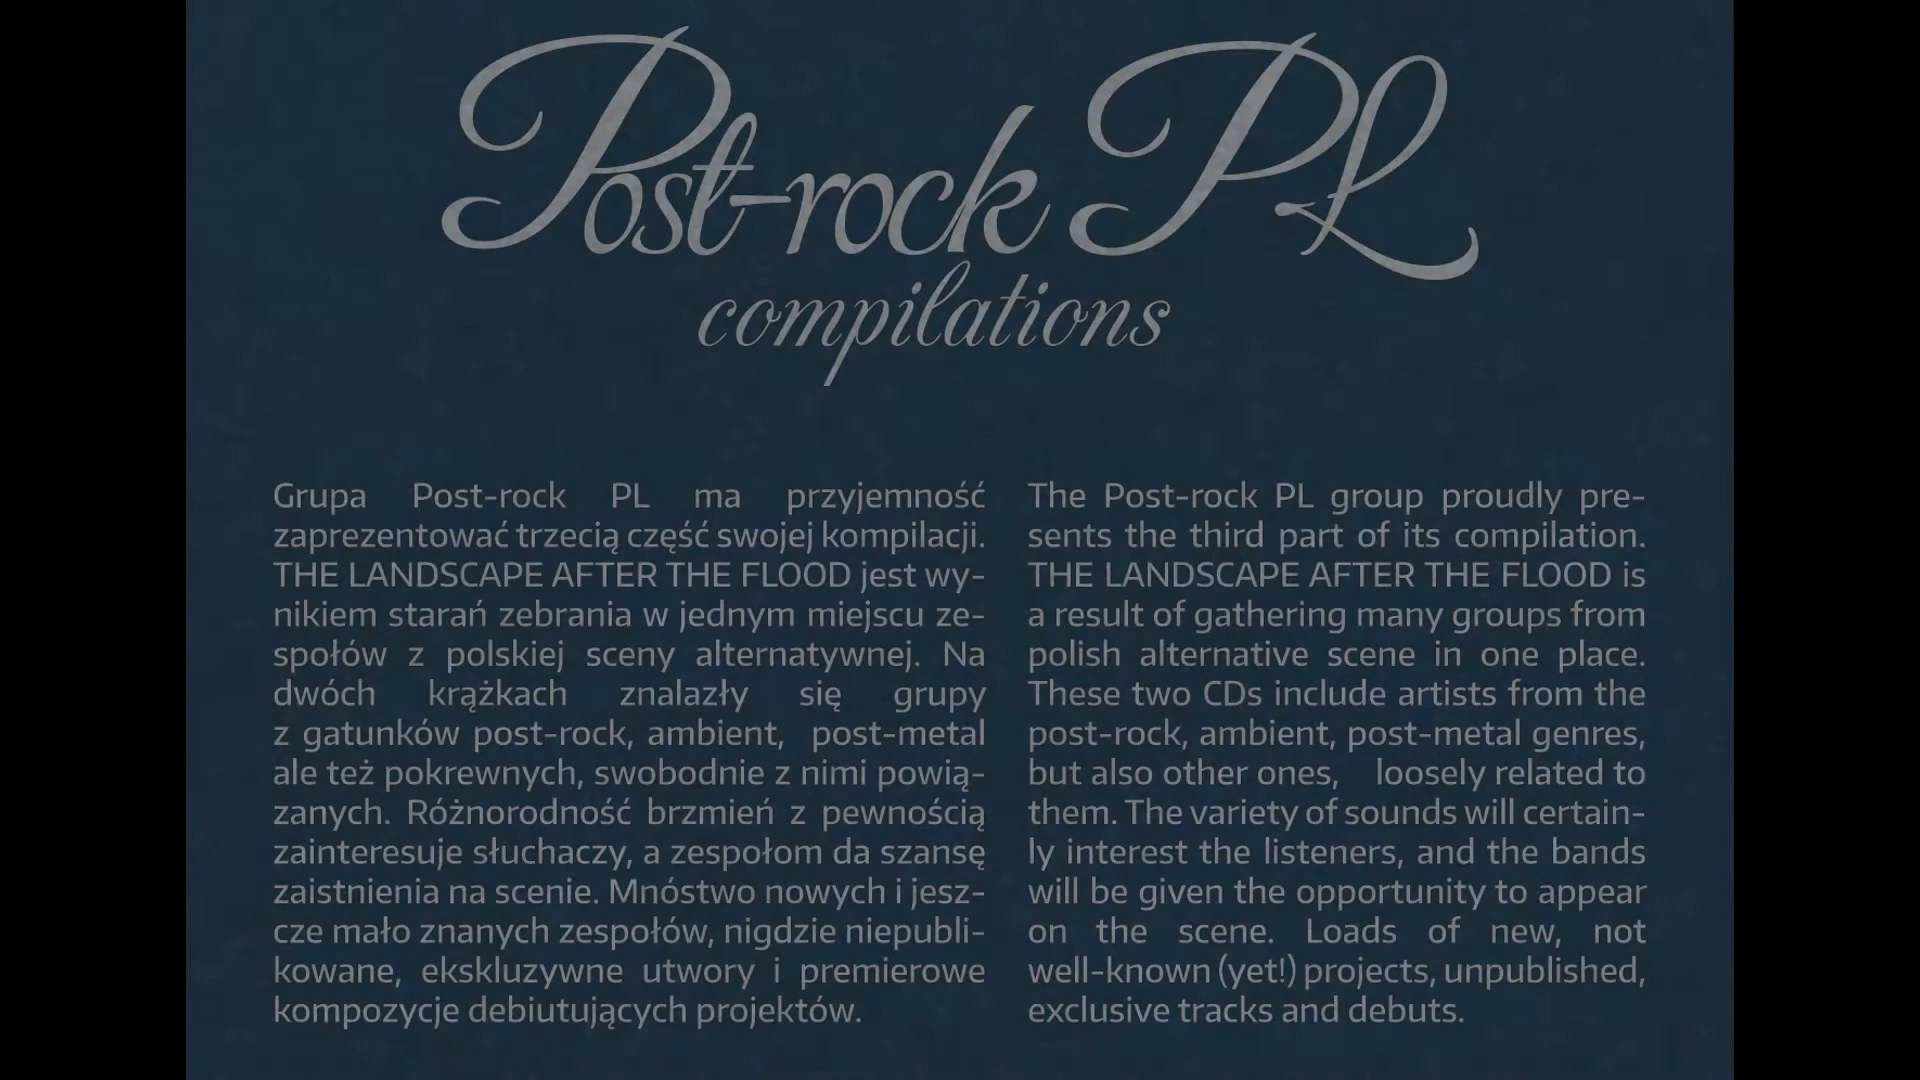 Post-rock PL
compilations
Grupa Post-rock PL ma przyjemność
zaprezentować trzecią część swojej kompilacji.
THE LANDSCAPE AFTER THE FLOOD jest wy-
nikiem starań zebrania w jednym miejscu ze-
społów z polskiej sceny alternatywnej. Na
dwóch krążkach znalazły się grupy
z gatunków post-rock, ambient, post-metal
ale też pokrewnych, swobodnie z nimi powią-
zanych. Różnorodność brzmień z pewnością
zainteresuje słuchaczy, a zespołom da szansę
zaistnienia na scenie. Mnóstwo nowych i jesz-
cze mało znanych zespołów, nigdzie niepubli-
kowane, ekskluzywne utwory i premierowe
kompozycje debiutujących projektów.
The Post-rock PL group proudly pre-
sents the third part of its compilation.
THE LANDSCAPE AFTER THE FLOOD is
a result of gathering many groups from
polish alternative scene in one place.
These two CDs include artists from the
post-rock, ambient, post-metal genres,
but also other ones, loosely related to
them. The variety of sounds will certain-
ly interest the listeners, and the bands
will be given the opportunity to appear
on the scene. Loads of new, not
well-known (yet!) projects, unpublished,
exclusive tracks and debuts.